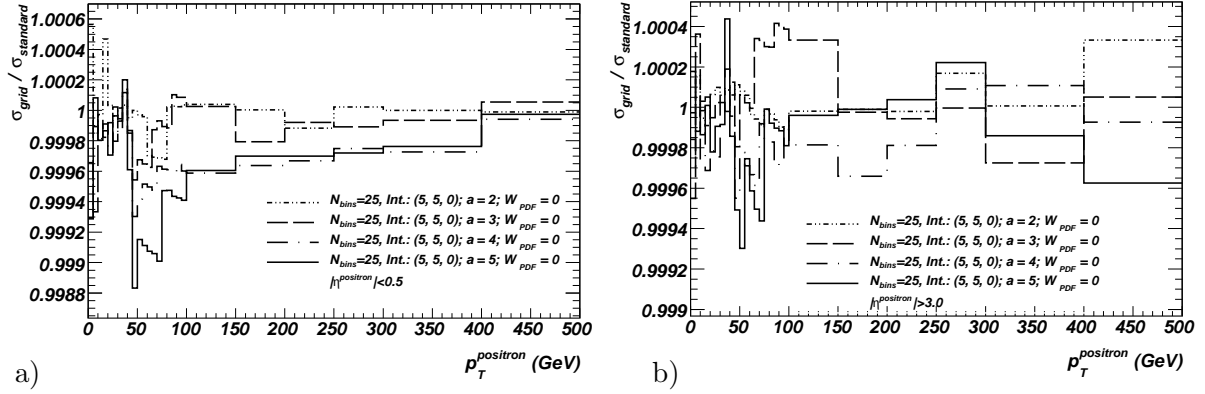 σgrid / σstandard
1.0006
1.0004
1.0002
1
0.9998
0.9996
0.9994
0.9992
0.999
0.9988
Nbins=25, Int.: (5, 5, 0); a = 2; WPDF = 0
Nbins=25, Int.: (5, 5, 0); a = 3; WPDF = 0
Nbins=25, Int.: (5, 5, 0); a = 4; WPDF = 0
Nbins=25, Int.: (5, 5, 0); a = 5; WPDF = 0
|ηpositron|<0.5
0 50 100 150 200 250 300 350 400 450 500
pTpositron (GeV)
a)
σgrid / σstandard
1.0004
1.0002
1
0.9998
0.9996
0.9994
0.9992
0.999
Nbins=25, Int.: (5, 5, 0); a = 2; WPDF = 0
Nbins=25, Int.: (5, 5, 0); a = 3; WPDF = 0
Nbins=25, Int.: (5, 5, 0); a = 4; WPDF = 0
Nbins=25, Int.: (5, 5, 0); a = 5; WPDF = 0
|ηpositron|>3.0
0 50 100 150 200 250 300 350 400 450 500
pTpositron (GeV)
b)